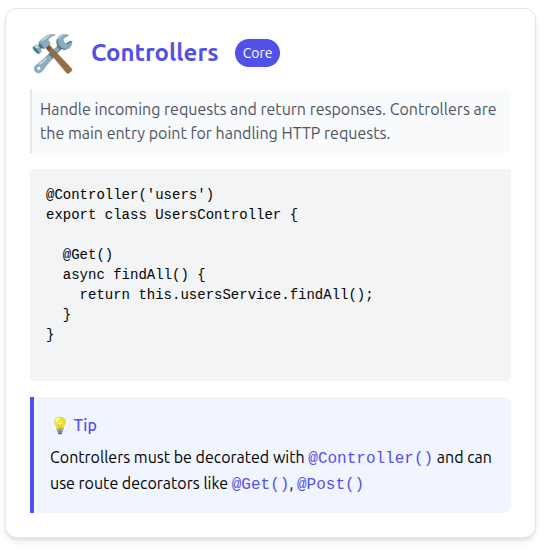 Controllers Core
Handle incoming requests and return responses. Controllers are
the main entry point for handling HTTP requests.
@Controller('users')
export class UsersController {
  @Get()
  async findAll() {
    return this.usersService.findAll();
  }
}
💡 Tip
Controllers must be decorated with @Controller() and can
use route decorators like @Get(), @Post()